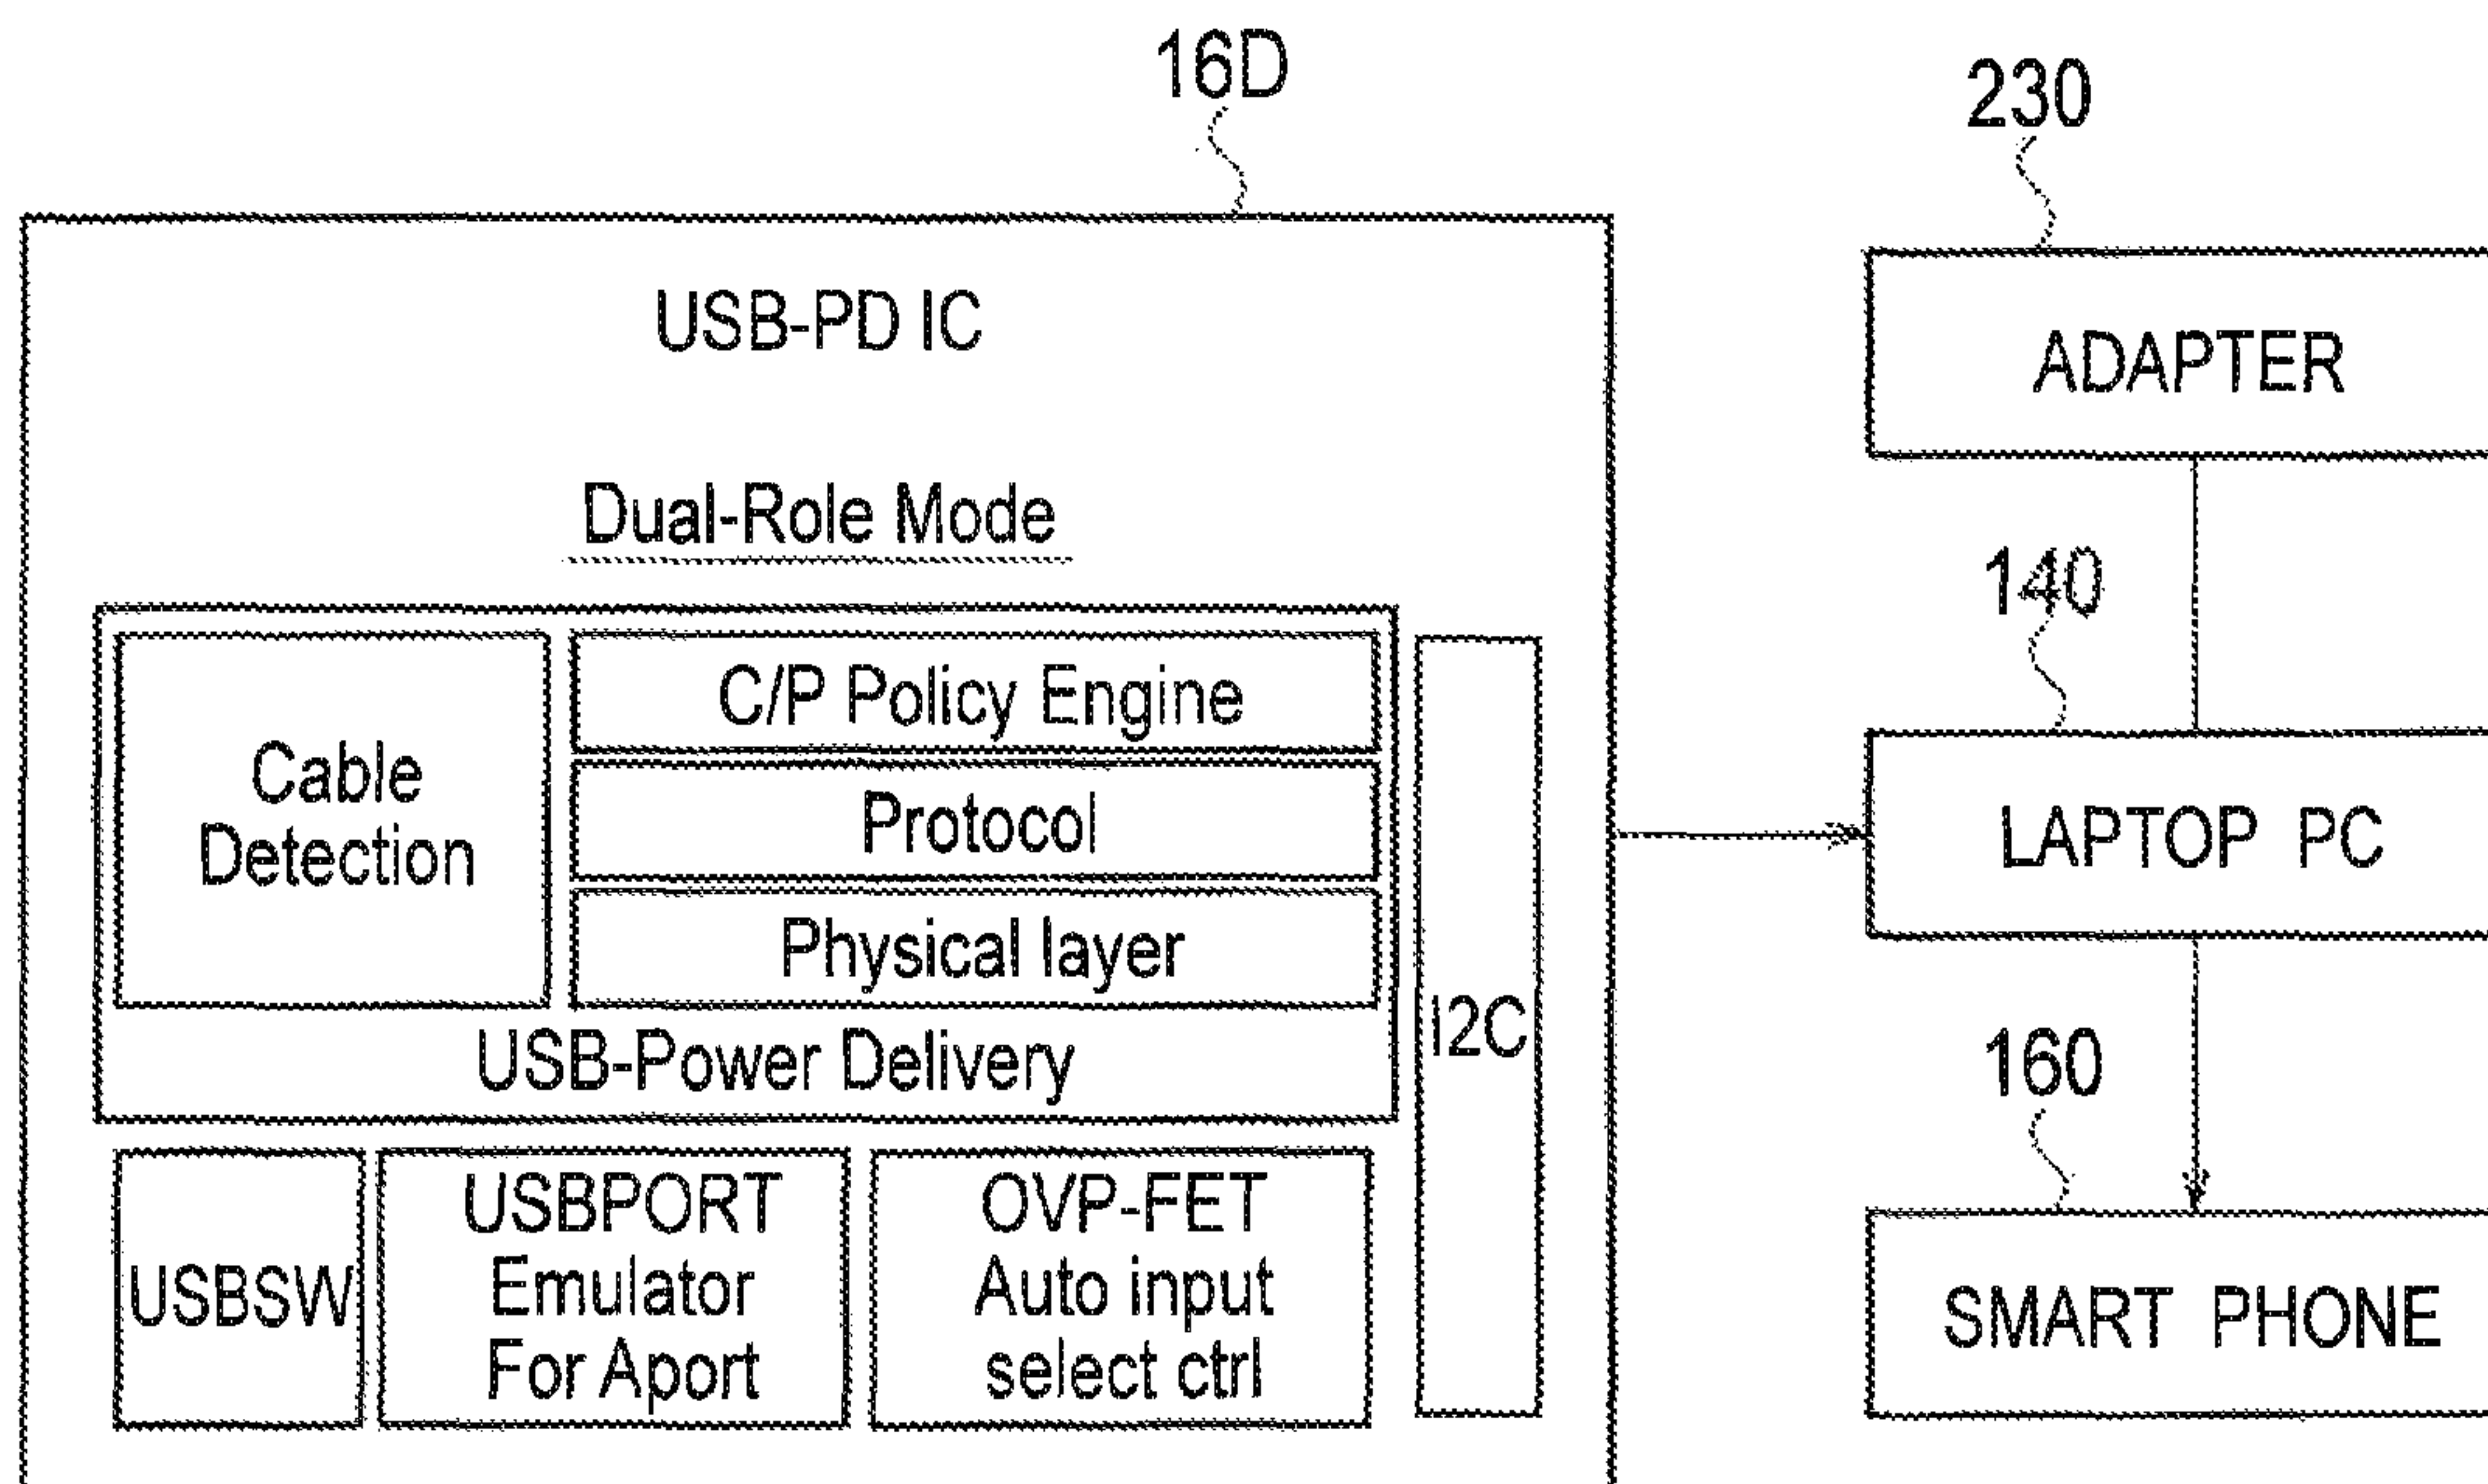 16D
USB-PD IC
Dual-Role Mode
Cable
Detection
C/P Policy Engine
Protocol
Physical layer
USB-Power Delivery
I2C
USBSW
USBPORT
Emulator
For Aport
OVP-FET
Auto input
select ctrl
230
ADAPTER
140
LAPTOP PC
160
SMART PHONE